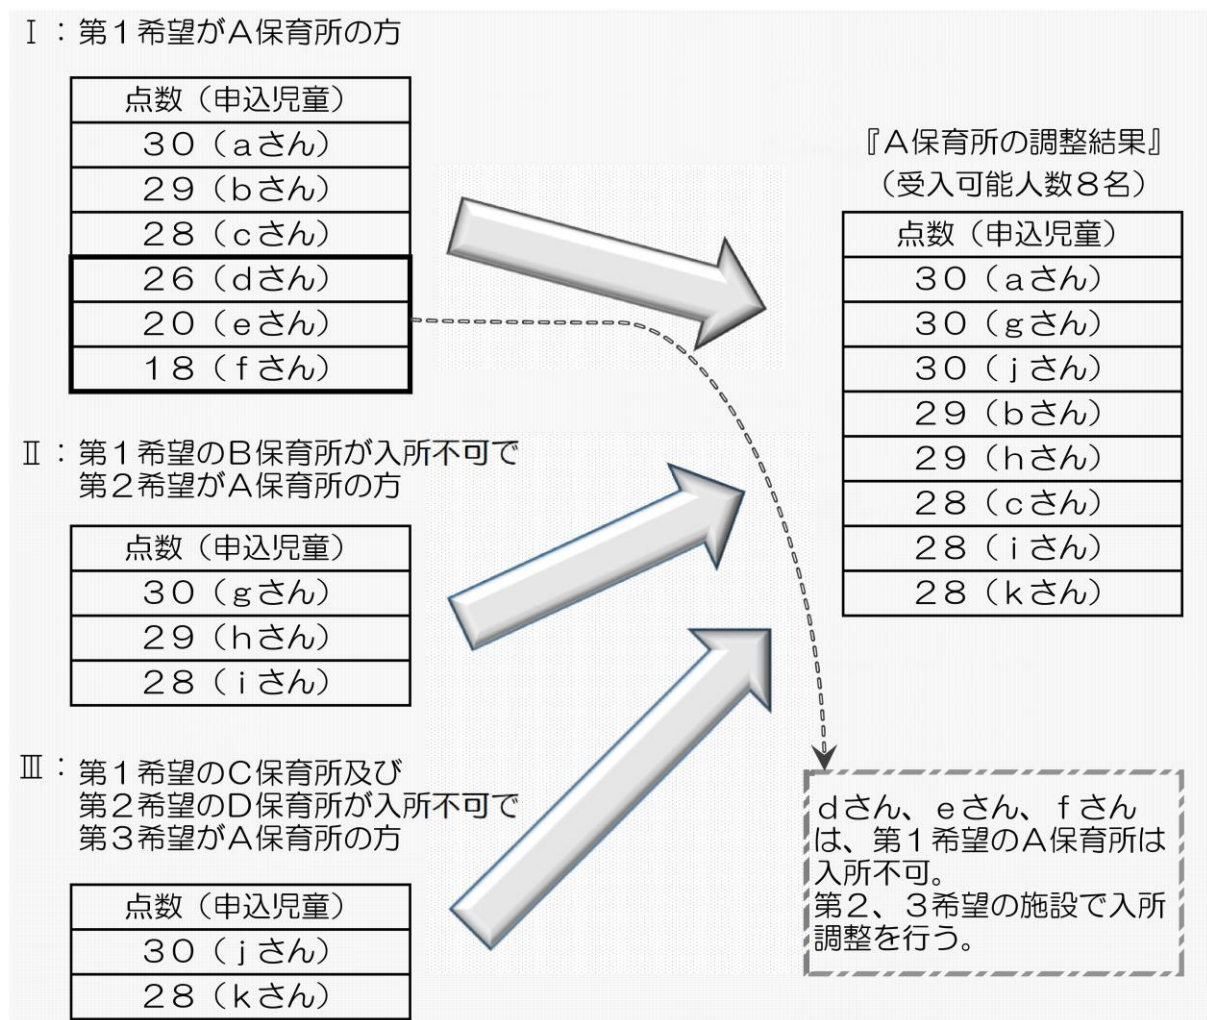 Ⅰ：第１希望がＡ保育所の方
点数（申込児童）
３０（ａさん）
２９（ｂさん）
２８（ｃさん）
２６（ｄさん）
２０（ｅさん）
１８（ｆさん）
Ⅱ：第１希望のＢ保育所が入所不可で
第２希望がＡ保育所の方
点数（申込児童）
３０（ｇさん）
２９（ｈさん）
２８（ｉさん）
Ⅲ：第１希望のＣ保育所及び
第２希望のＤ保育所が入所不可で
第３希望がＡ保育所の方
点数（申込児童）
３０（ｊさん）
２８（ｋさん）
『Ａ保育所の調整結果』
（受入可能人数８名）
点数（申込児童）
３０（ａさん）
３０（ｇさん）
３０（ｊさん）
２９（ｂさん）
２９（ｈさん）
２８（ｃさん）
２８（ｉさん）
２８（ｋさん）
ｄさん、ｅさん、ｆさん
は、第１希望のＡ保育所は
入所不可。
第２、３希望の施設で入所
調整を行う。